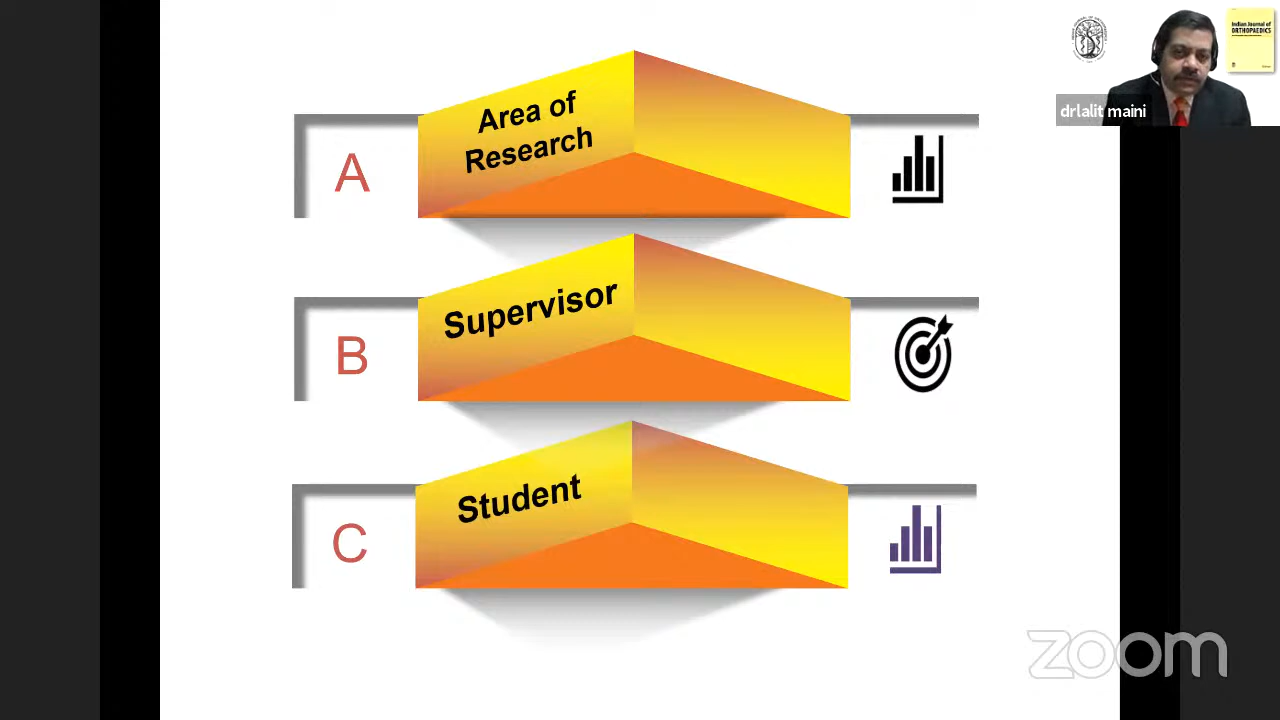 Indian Journal of
ORTHOPAEDICS
drlalit maini
Area of
Research
A
Supervisor
B
Student
C
zoom